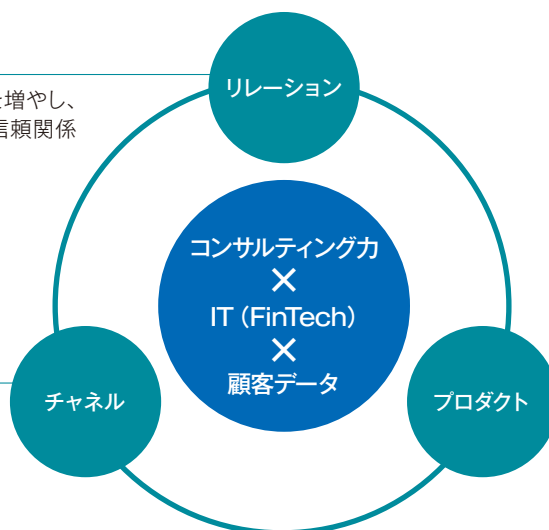 リレーション
増やし、
信頼関係
コンサルティング力
×
IT（FinTech）
×
顧客データ
チャネル
プロダクト